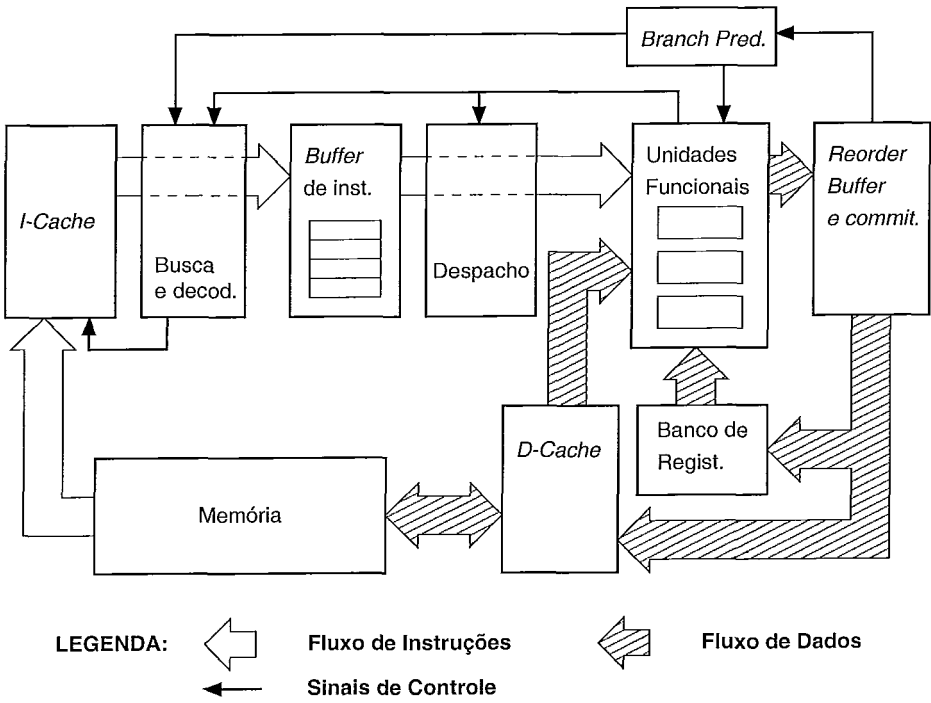 Branch Pred.
I-Cache
Busca
e decod.
Buffer
de inst.
Despacho
Unidades
Funcionais
Reorder
Buffer
e commit.
D-Cache
Banco de
Regist.
Memória
LEGENDA:
Fluxo de Instruções
Fluxo de Dados
Sinais de Controle